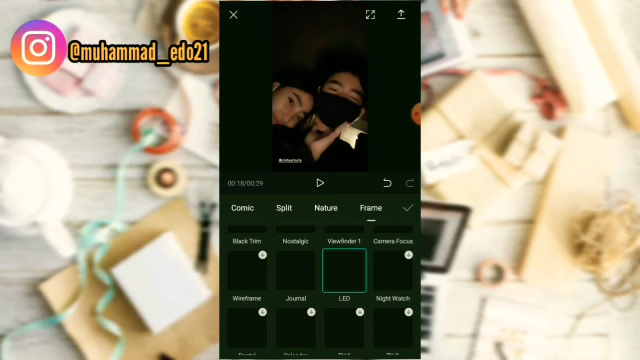 @muhammad_edo21
00:18/00:29
Comic Split Nature Frame
Black Trim Nostalgic Viewfinder 1 Camera Focus
Wireframe Journal LED Night Watch